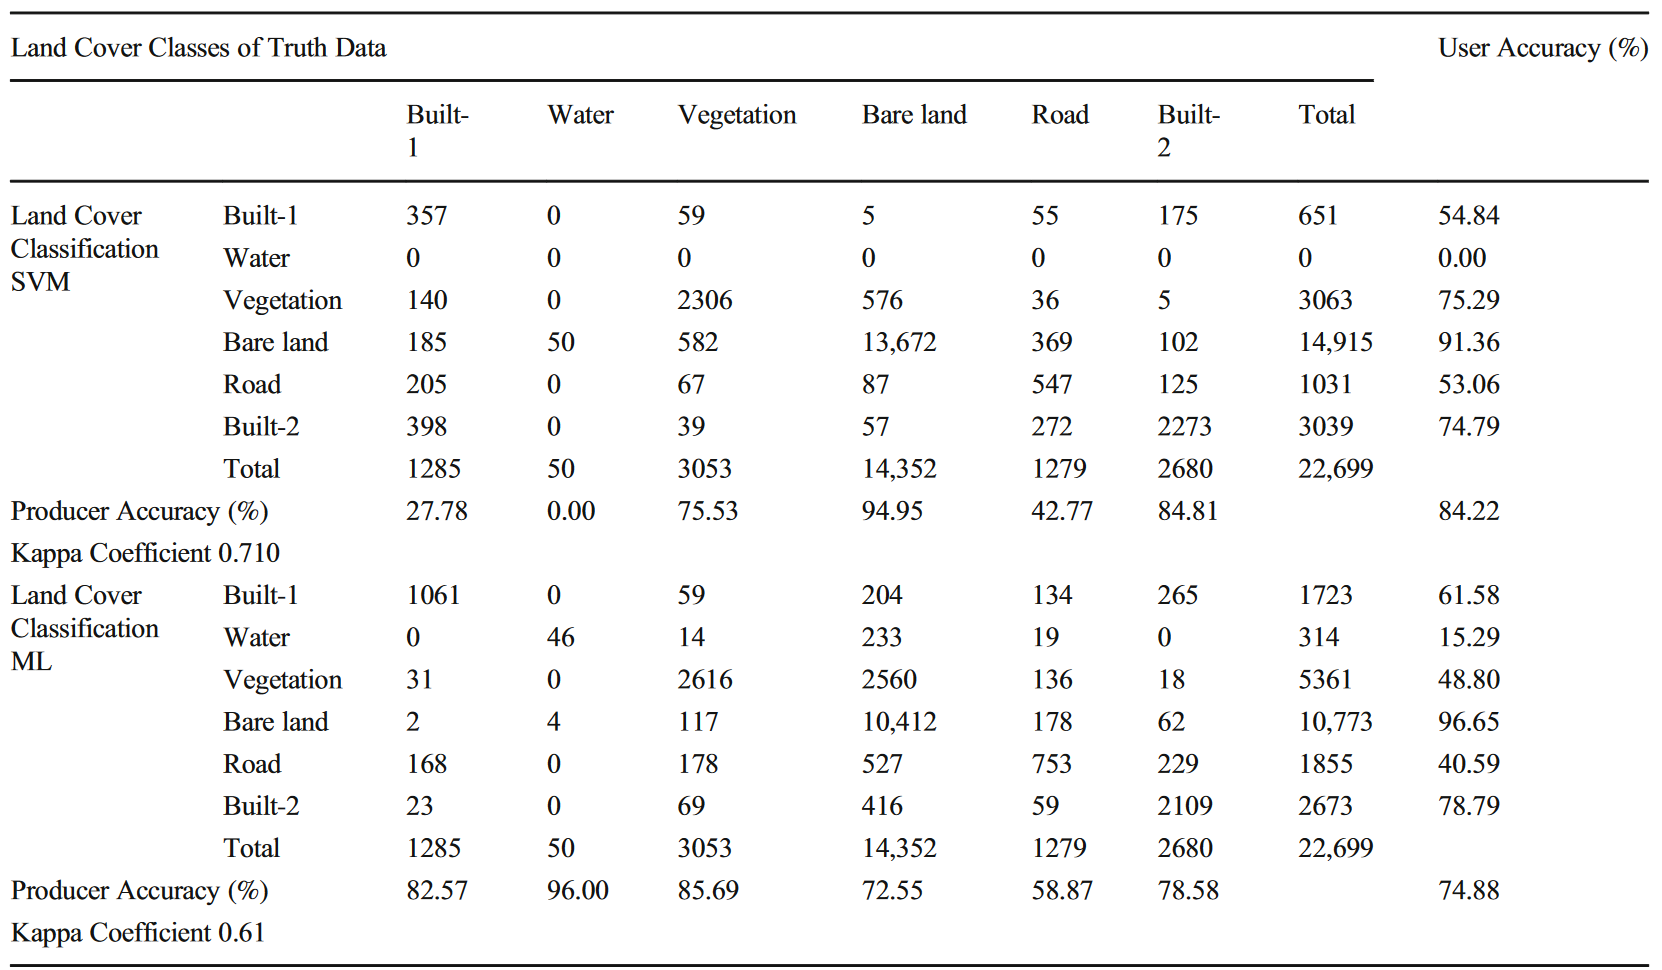 Land Cover Classes of Truth Data User Accuracy (%)
Built-1 Water Vegetation Bare land Road Built-2 Total
Land Cover Classification SVM Built-1 357 0 59 5 55 175 651 54.84
Water 0 0 0 0 0 0 0 0.00
Vegetation 140 0 2306 576 36 5 3063 75.29
Bare land 185 50 582 13,672 369 102 14,915 91.36
Road 205 0 67 87 547 125 1031 53.06
Built-2 398 0 39 57 272 2273 3039 74.79
Total 1285 50 3053 14,352 1279 2680 22,699
Producer Accuracy (%) 27.78 0.00 75.53 94.95 42.77 84.81 84.22
Kappa Coefficient 0.710
Land Cover Classification ML Built-1 1061 0 59 204 134 265 1723 61.58
Water 0 46 14 233 19 0 314 15.29
Vegetation 31 0 2616 2560 136 18 5361 48.80
Bare land 2 4 117 10,412 178 62 10,773 96.65
Road 168 0 178 527 753 229 1855 40.59
Built-2 23 0 69 416 59 2109 2673 78.79
Total 1285 50 3053 14,352 1279 2680 22,699
Producer Accuracy (%) 82.57 96.00 85.69 72.55 58.87 78.58 74.88
Kappa Coefficient 0.61